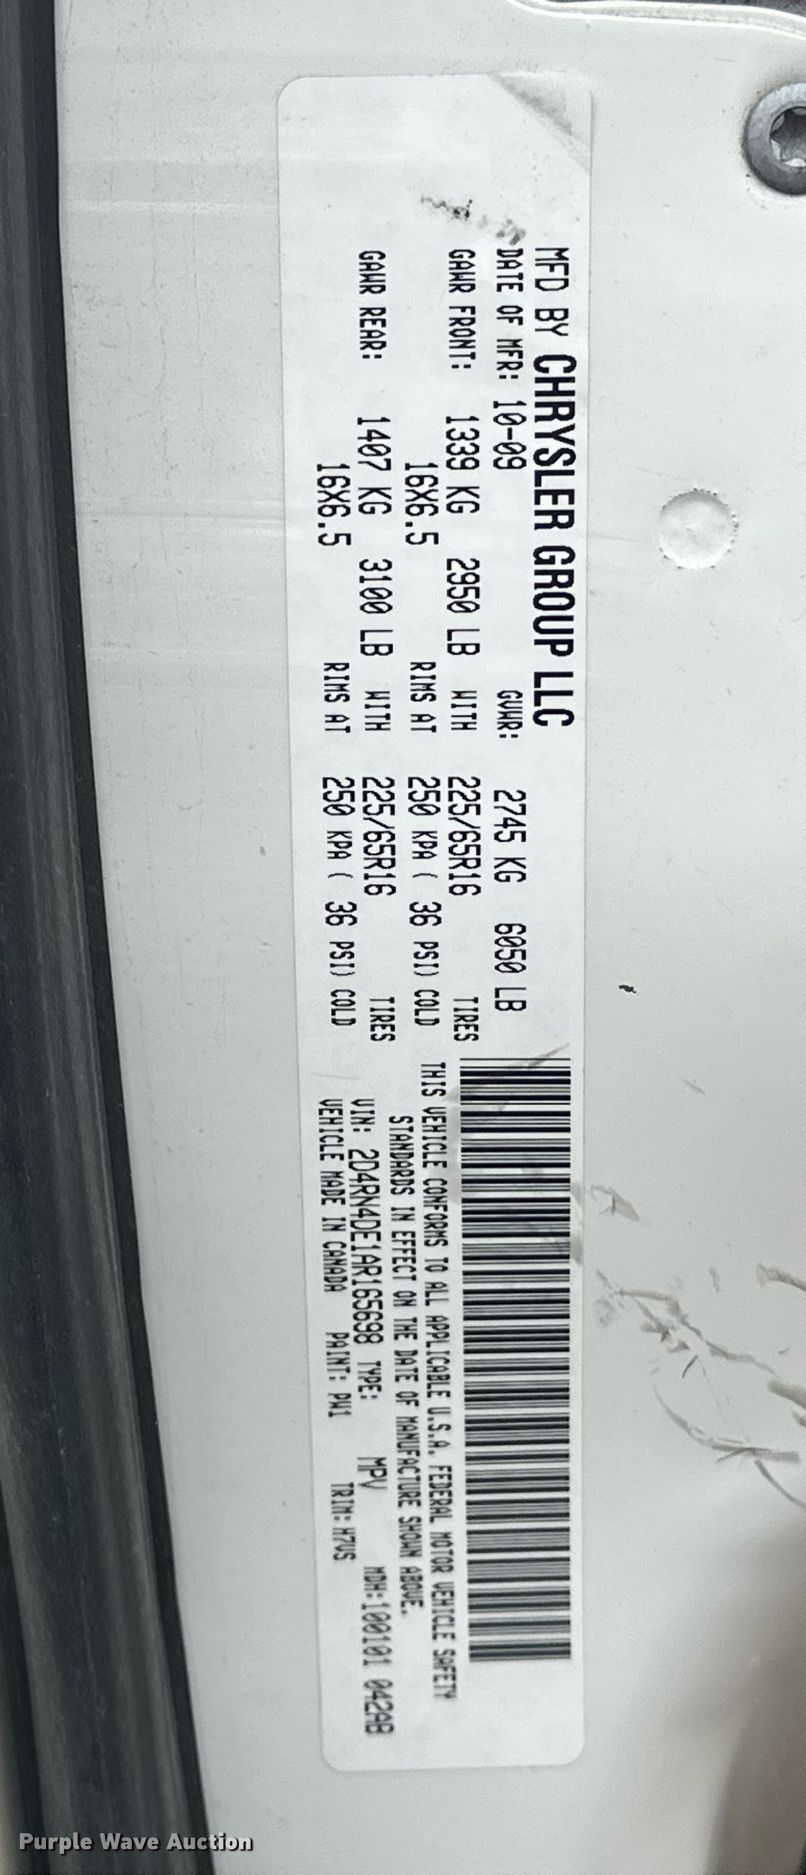 MFD BY CHRYSLER GROUP LLC
DATE OF MFR: 10-09 GVWR: 2745 KG 6050 LB
GAWR FRONT: 1339 KG 2950 LB WITH 225/65R16 TIRES
16X6.5 RIMS AT 250 KPA ( 36 PSI) COLD
GAWR REAR: 1407 KG 3100 LB WITH 225/65R16 TIRES
16X6.5 RIMS AT 250 KPA ( 36 PSI) COLD
THIS VEHICLE CONFORMS TO ALL APPLICABLE U.S.A. FEDERAL MOTOR VEHICLE SAFETY
STANDARDS IN EFFECT ON THE DATE OF MANUFACTURE SHOWN ABOVE.
VIN: 2D4RN4DE1AR165698 TYPE: MPV MDH:100101 042AB
VEHICLE MADE IN CANADA PAINT: PW1 TRIM: H7VS
Purple Wave Auction